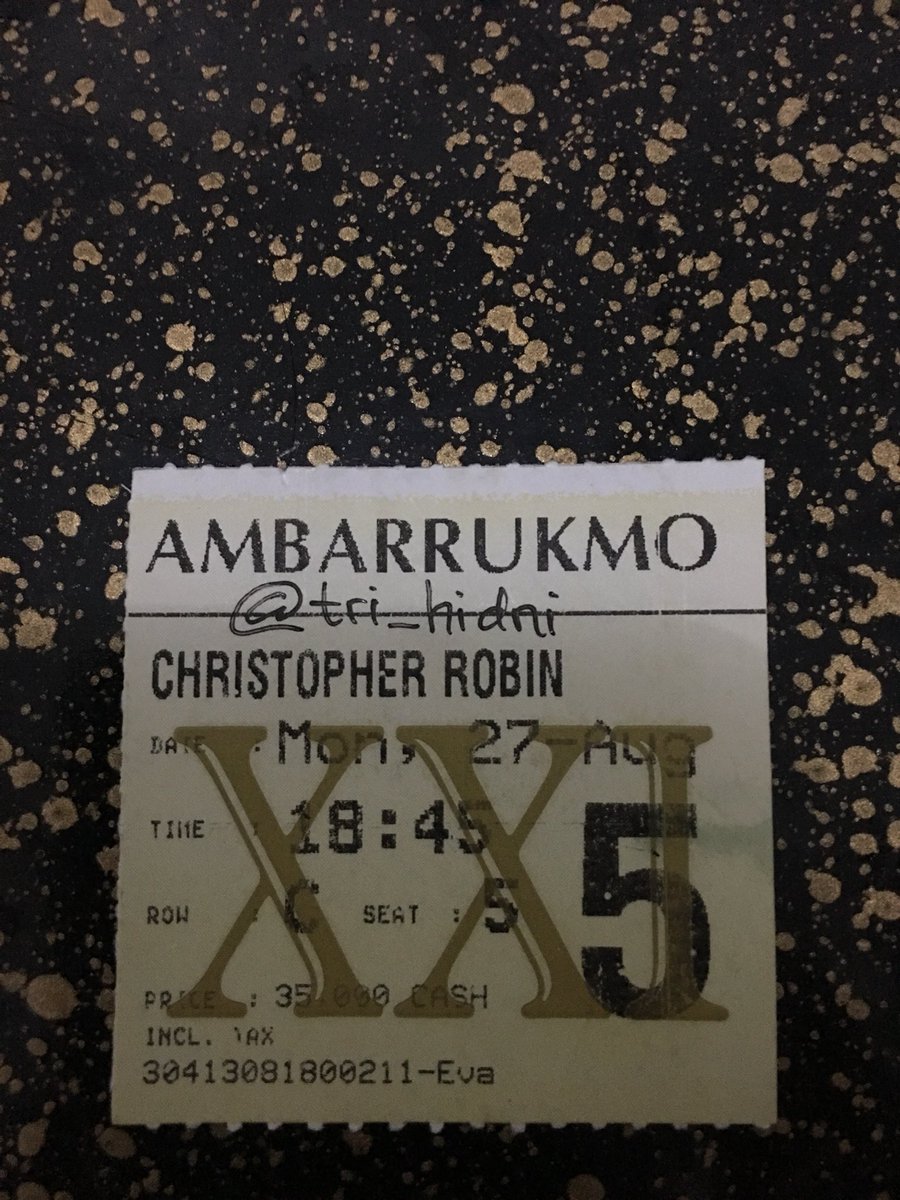 AMBARRUKMO
@tri_hidni
CHRISTOPHER ROBIN
DATE : Mon, 27-Aug
TIME : 18:45
ROW : C SEAT : 5
5
XXI
PRICE : 35.000 CASH
INCL. TAX
30413081800211-Eva